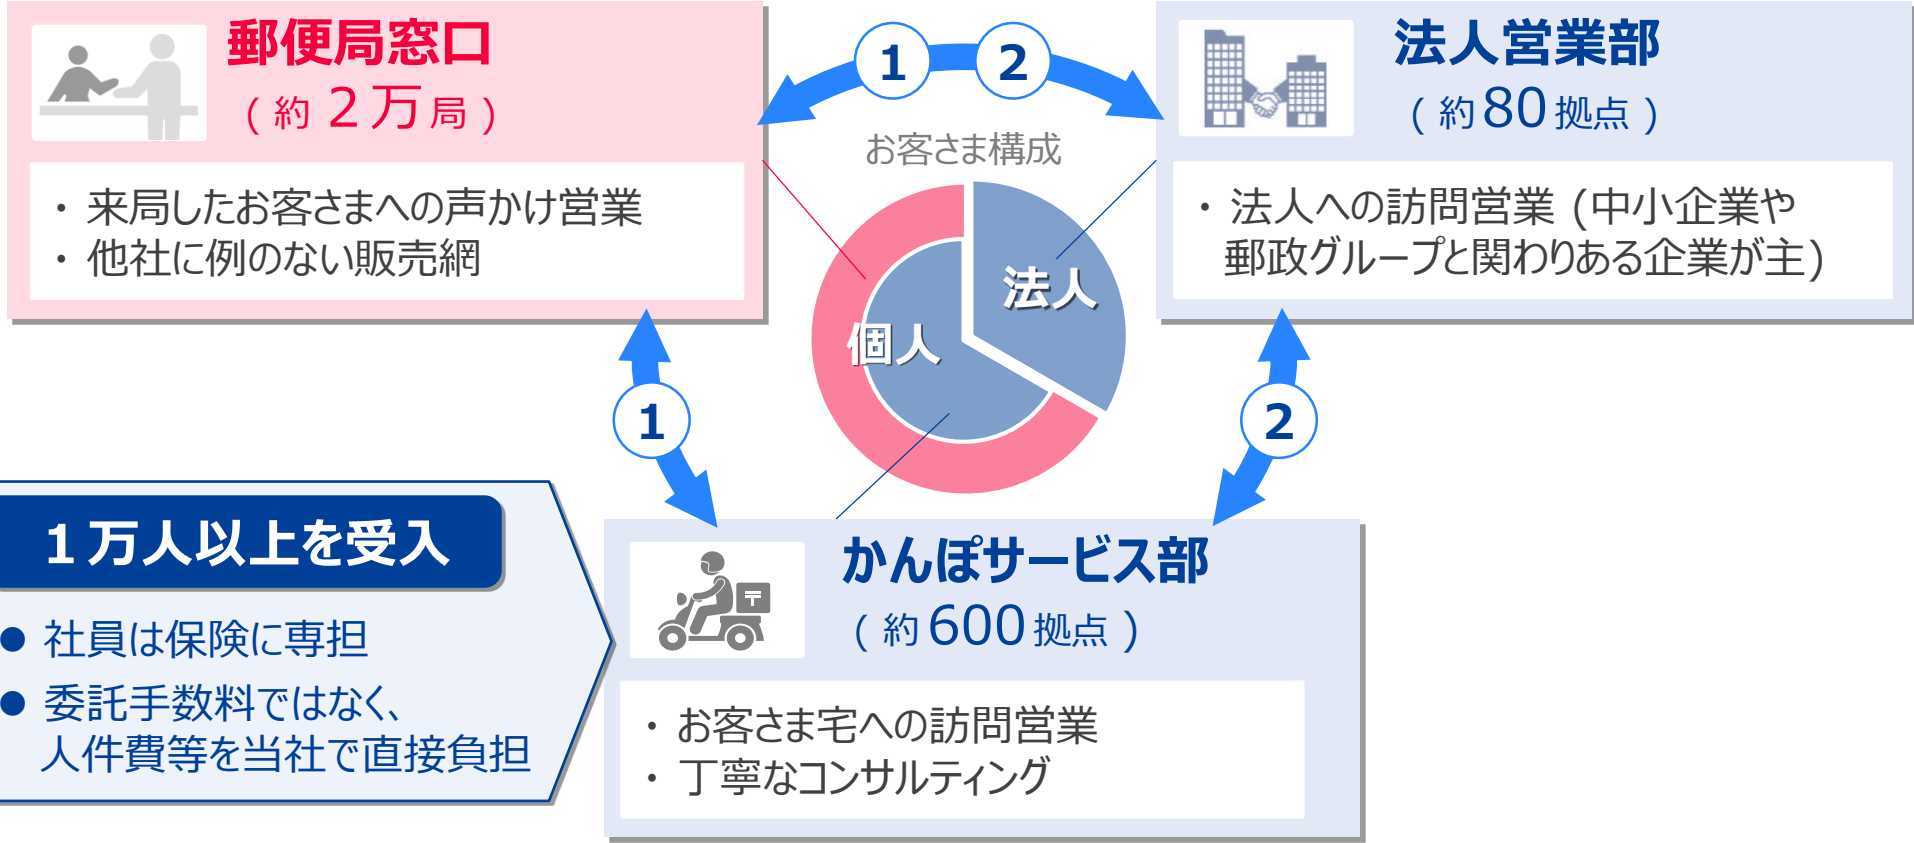 郵便局窓口
(約2万局)
・来局したお客さまへの声かけ営業
・他社に例のない販売網
1
2
法人営業部
(約80拠点)
・法人への訪問営業 (中小企業や
郵政グループと関わりある企業が主)
お客さま構成
法人
個人
1
2
1万人以上を受入
● 社員は保険に専担
● 委託手数料ではなく、
人件費等を当社で直接負担
かんぽサービス部
(約600拠点)
〒
・お客さま宅への訪問営業
・丁寧なコンサルティング